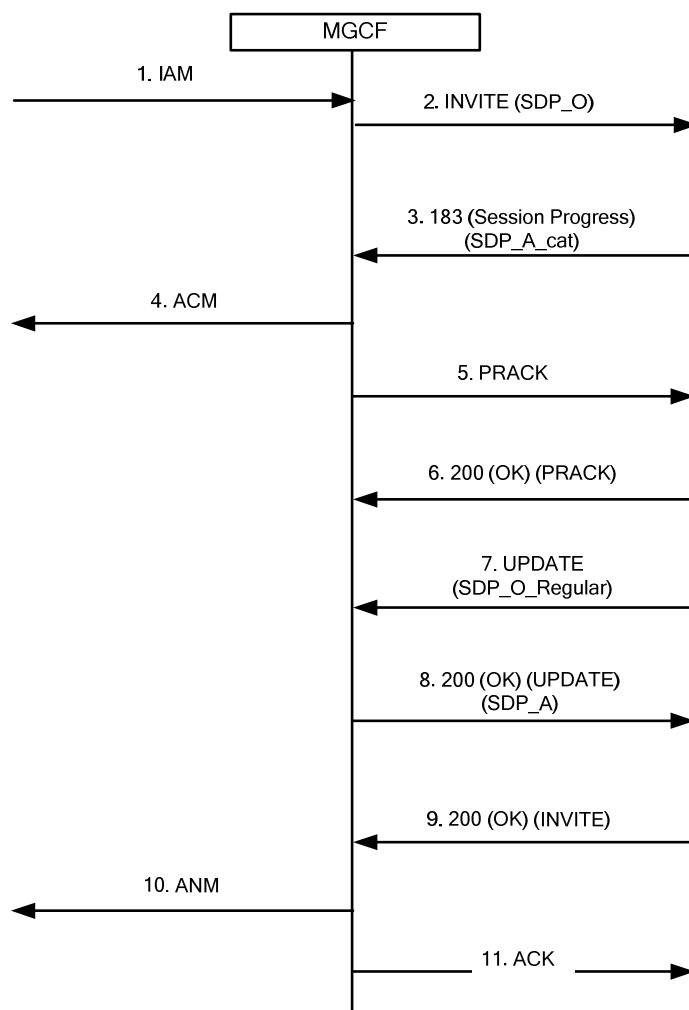 MGCF
1. IAM
2. INVITE (SDP_O)
3. 183 (Session Progress)
(SDP_A_cat)
4. ACM
5. PRACK
6. 200 (OK) (PRACK)
7. UPDATE
(SDP_O_Regular)
8. 200 (OK) (UPDATE)
(SDP_A)
9. 200 (OK) (INVITE)
10. ANM
11. ACK